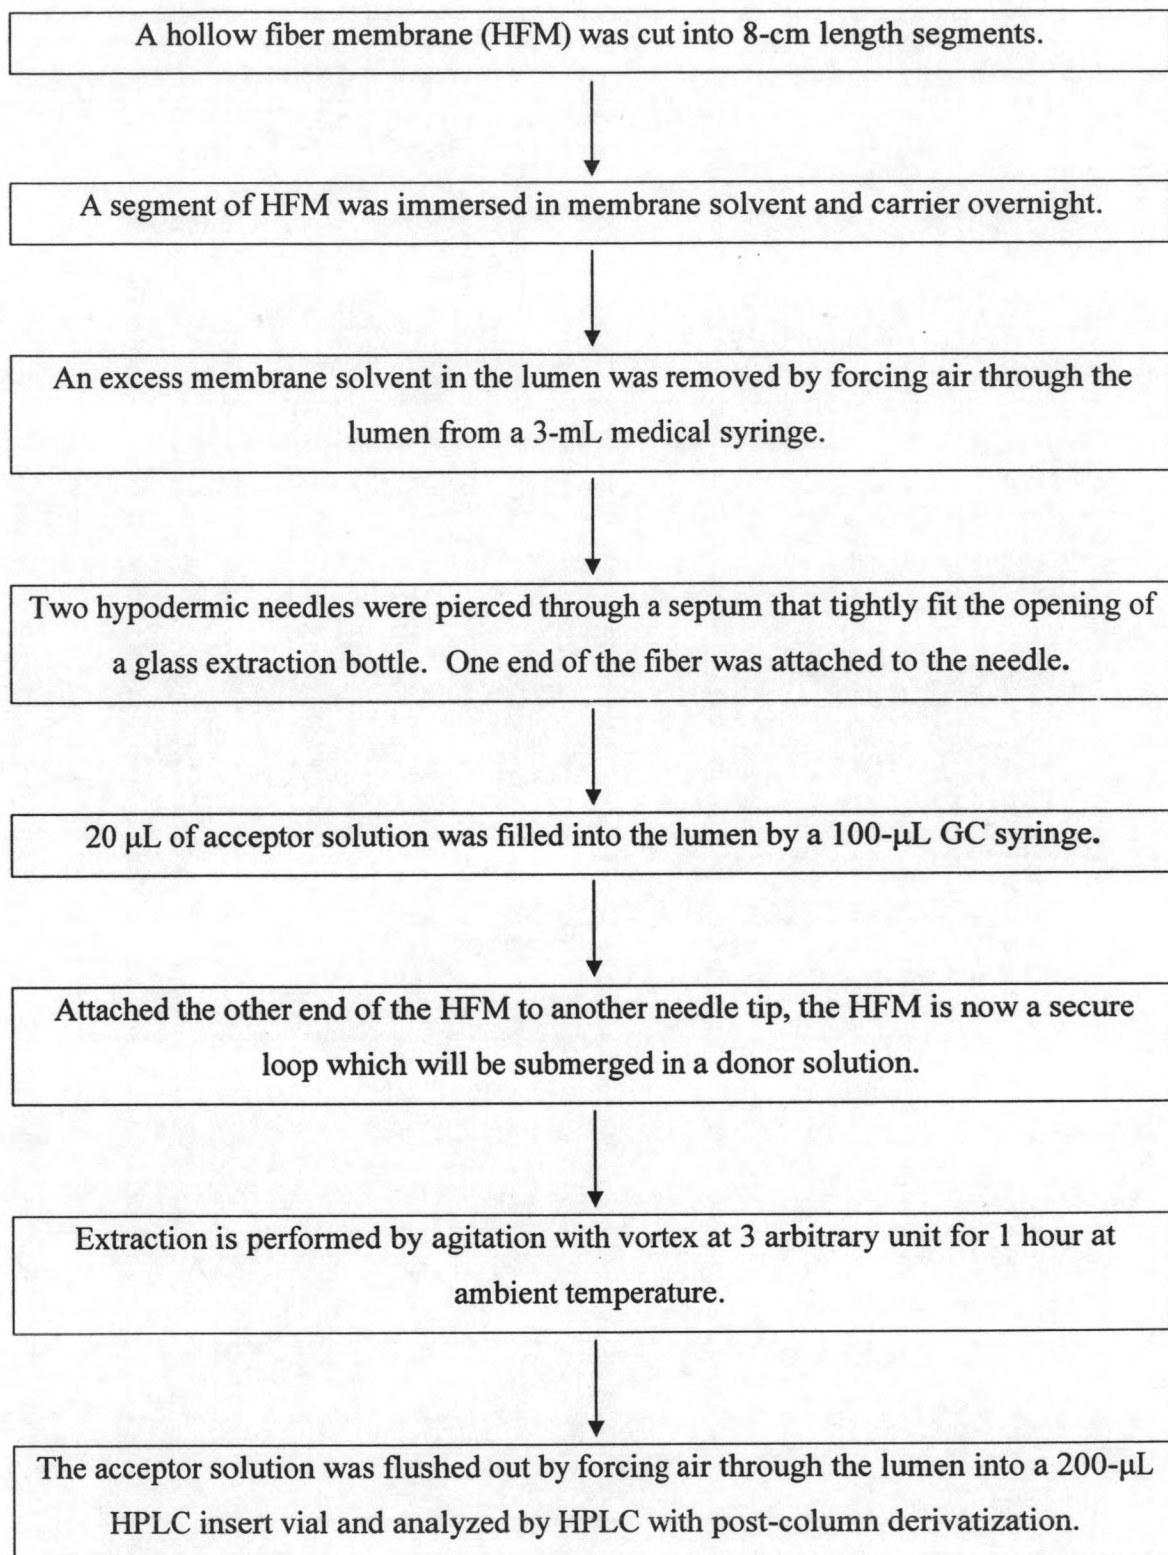 A hollow fiber membrane (HFM) was cut into 8-cm length segments.
A segment of HFM was immersed in membrane solvent and carrier overnight.
An excess membrane solvent in the lumen was removed by forcing air through the
lumen from a 3-mL medical syringe.
Two hypodermic needles were pierced through a septum that tightly fit the opening of
a glass extraction bottle.  One end of the fiber was attached to the needle.
20 µL of acceptor solution was filled into the lumen by a 100-µL GC syringe.
Attached the other end of the HFM to another needle tip, the HFM is now a secure
loop which will be submerged in a donor solution.
Extraction is performed by agitation with vortex at 3 arbitrary unit for 1 hour at
ambient temperature.
The acceptor solution was flushed out by forcing air through the lumen into a 200-µL
HPLC insert vial and analyzed by HPLC with post-column derivatization.